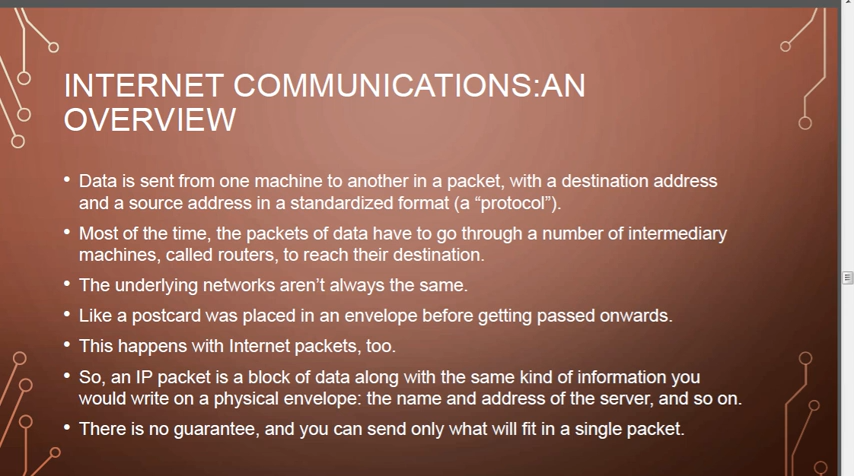 INTERNET COMMUNICATIONS:AN
OVERVIEW
• Data is sent from one machine to another in a packet, with a destination address
and a source address in a standardized format (a “protocol”).
• Most of the time, the packets of data have to go through a number of intermediary
machines, called routers, to reach their destination.
• The underlying networks aren’t always the same.
• Like a postcard was placed in an envelope before getting passed onwards.
• This happens with Internet packets, too.
• So, an IP packet is a block of data along with the same kind of information you
would write on a physical envelope: the name and address of the server, and so on.
• There is no guarantee, and you can send only what will fit in a single packet.